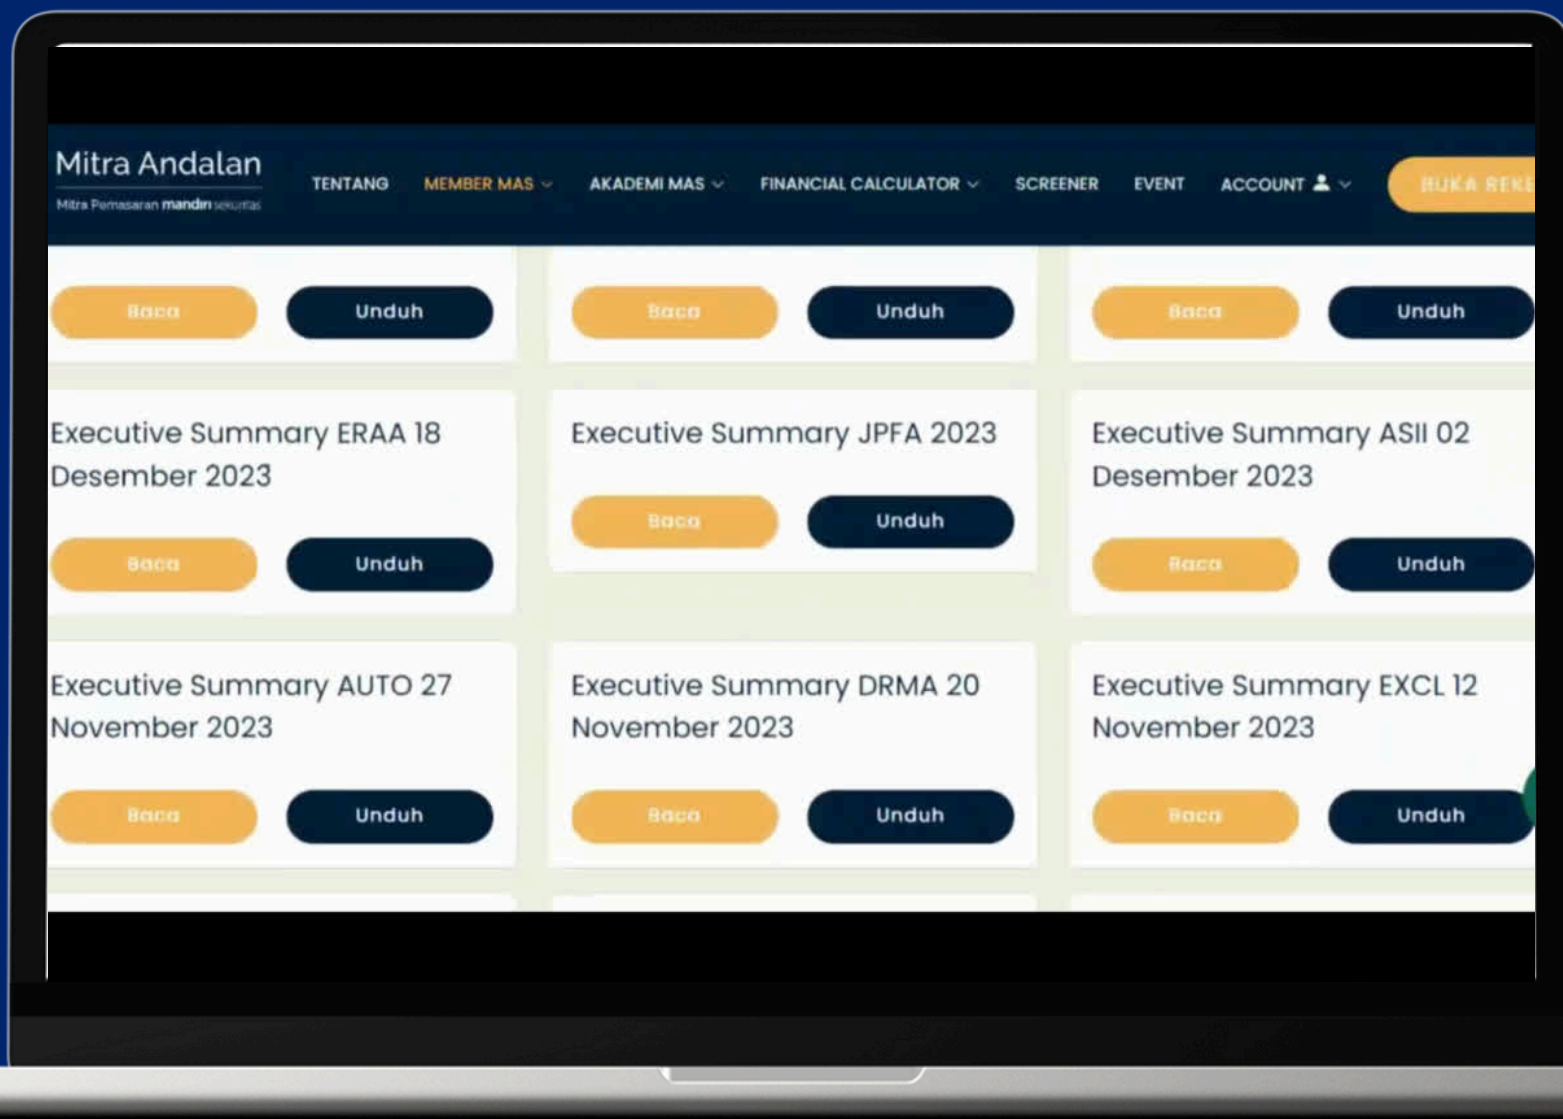 Mitra Andalan
Mitra Pemasaran mandiri sekuritas
TENTANG MEMBER MAS AKADEMI MAS FINANCIAL CALCULATOR SCREENER EVENT ACCOUNT BUKA REKE
Baca Unduh Baca Unduh Baca Unduh
Executive Summary ERAA 18
Desember 2023
Baca Unduh
Executive Summary JPFA 2023
Baca Unduh
Executive Summary ASII 02
Desember 2023
Baca Unduh
Executive Summary AUTO 27
November 2023
Baca Unduh
Executive Summary DRMA 20
November 2023
Baca Unduh
Executive Summary EXCL 12
November 2023
Baca Unduh